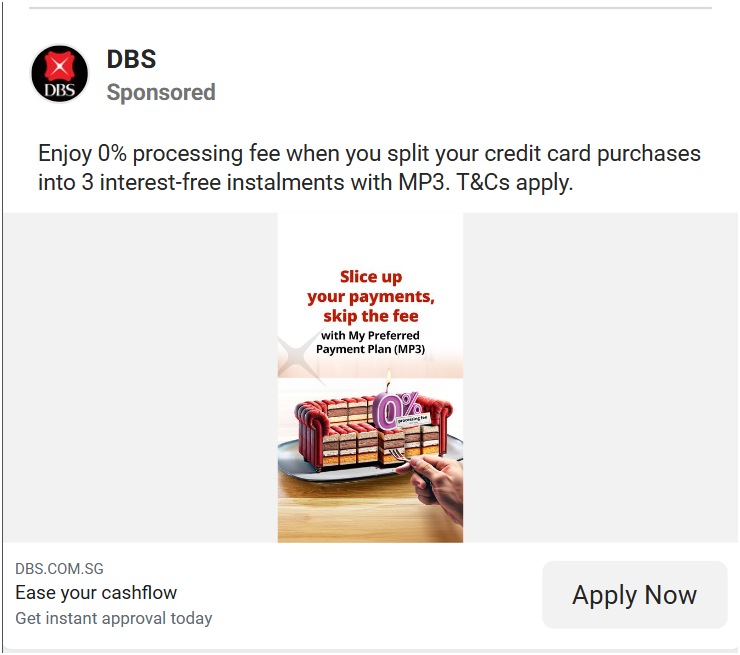 DBS
DBS
Sponsored
Enjoy 0% processing fee when you split your credit card purchases
into 3 interest-free instalments with MP3. T&Cs apply.
Slice up
your payments,
skip the fee
with My Preferred
Payment Plan (MP3)
0%
processing fee
DBS.COM.SG
Ease your cashflow
Get instant approval today
Apply Now